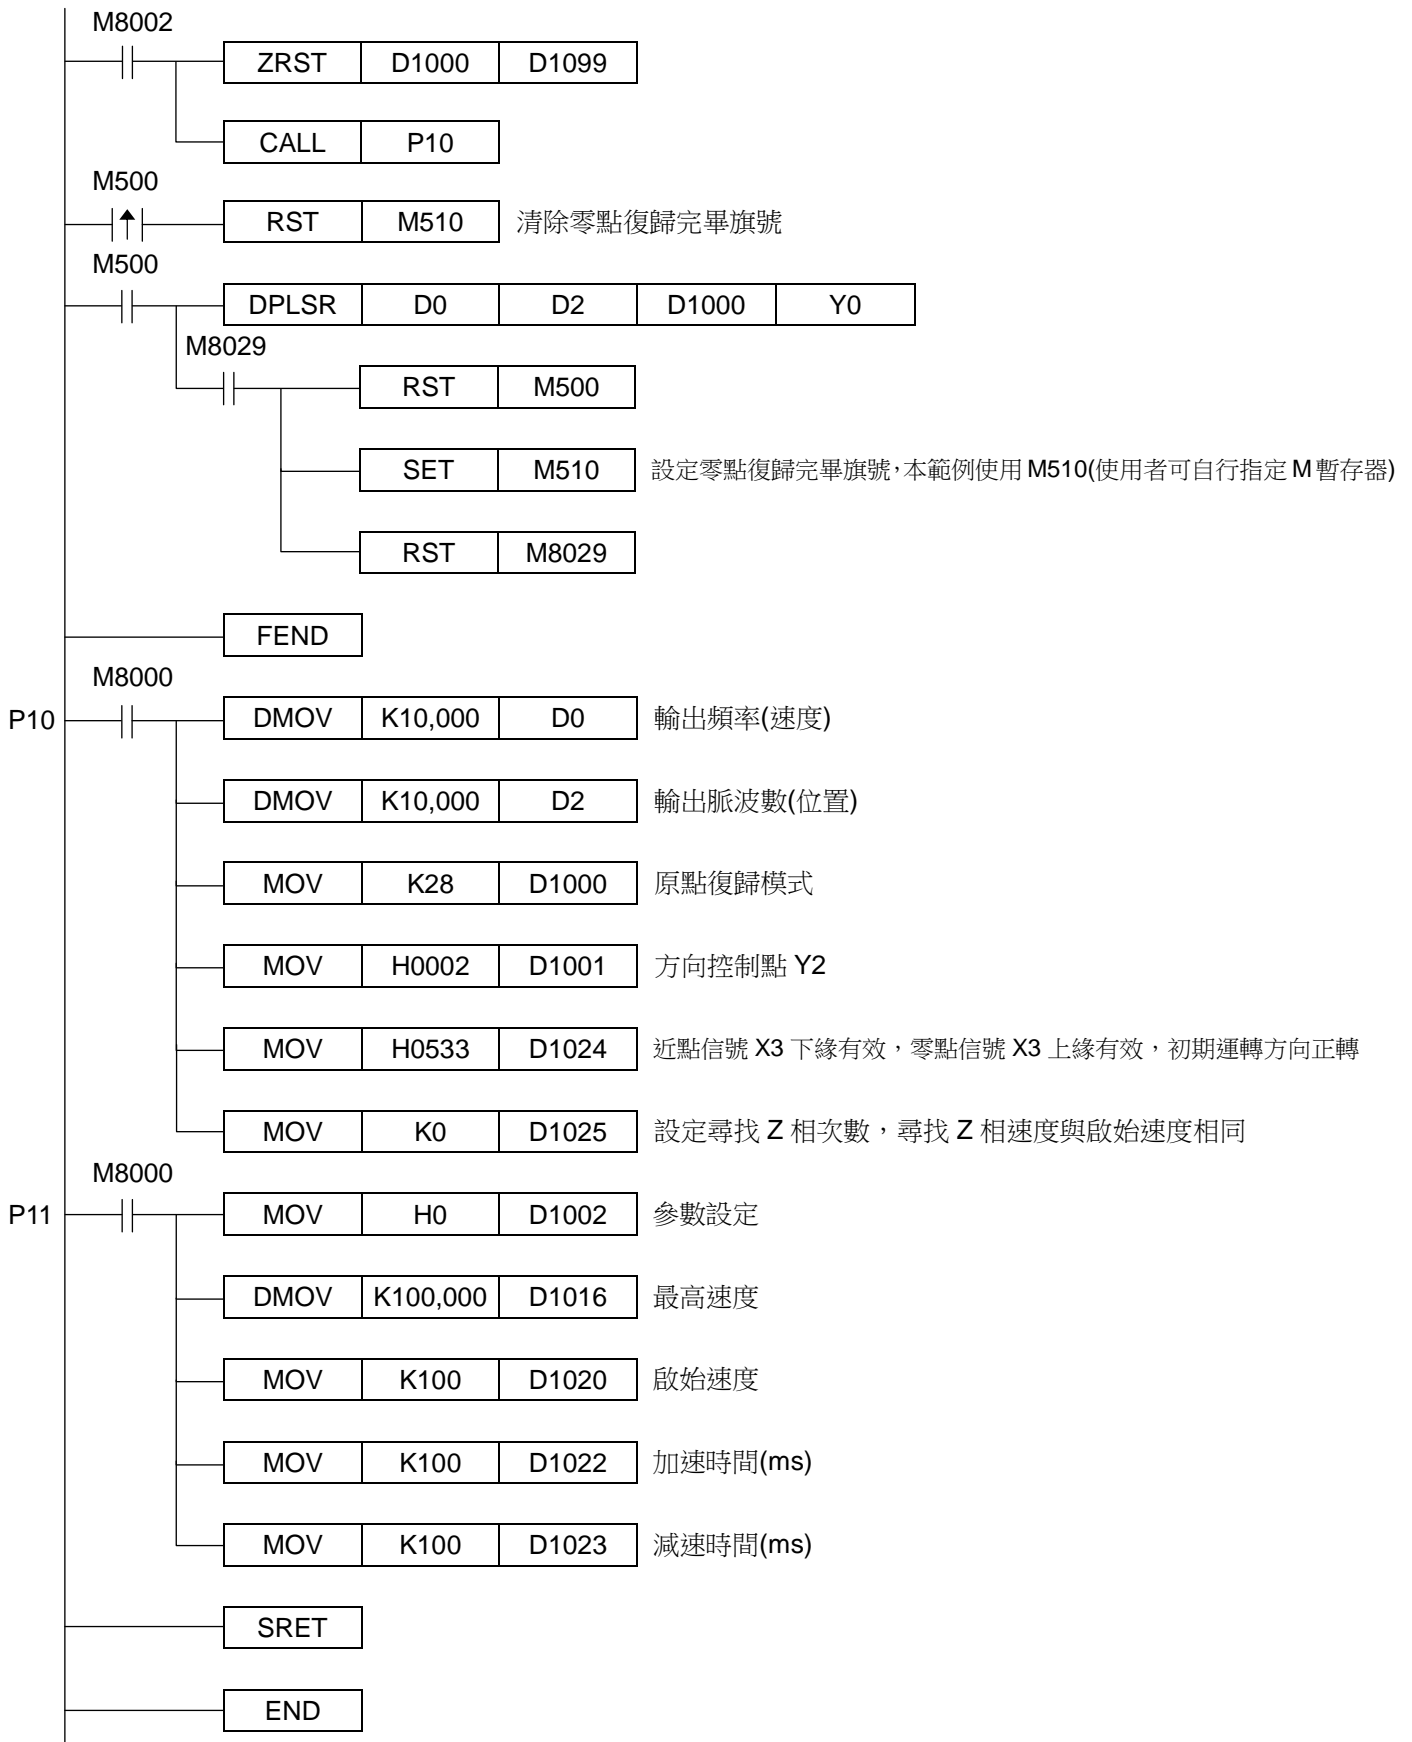 M8002
ZRST D1000 D1099
CALL P10
M500
RST M510 清除零點復歸完畢旗號
M500
DPLSR D0 D2 D1000 Y0
M8029
RST M500
SET M510 設定零點復歸完畢旗號,本範例使用 M510(使用者可自行指定 M 暫存器)
RST M8029
FEND
M8000
P10 DMOV K10,000 D0 輸出頻率(速度)
DMOV K10,000 D2 輸出脈波數(位置)
MOV K28 D1000 原點復歸模式
MOV H0002 D1001 方向控制點 Y2
MOV H0533 D1024 近點信號 X3 下緣有效，零點信號 X3 上緣有效，初期運轉方向正轉
MOV K0 D1025 設定尋找 Z 相次數，尋找 Z 相速度與啟始速度相同
M8000
P11 MOV H0 D1002 參數設定
DMOV K100,000 D1016 最高速度
MOV K100 D1020 啟始速度
MOV K100 D1022 加速時間(ms)
MOV K100 D1023 減速時間(ms)
SRET
END